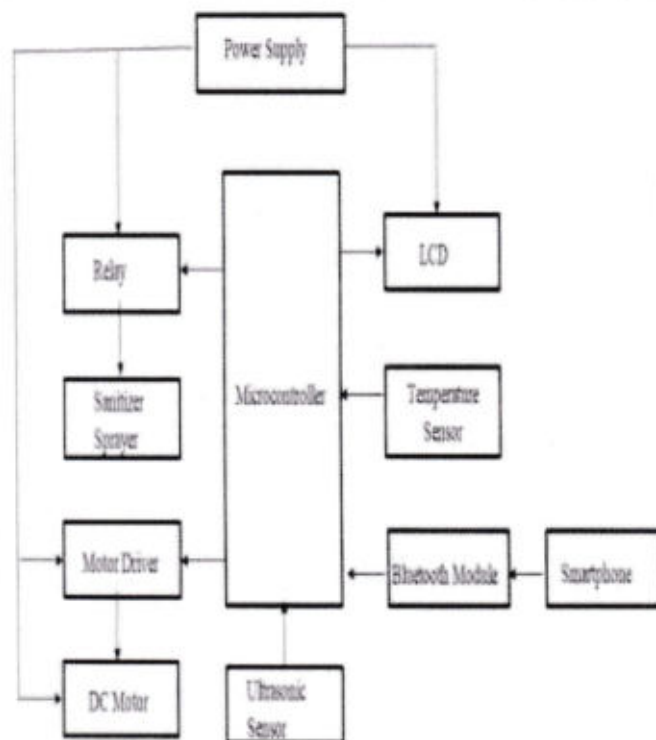 Power Supply
Relay
LCD
Microcontroller
Sanitizer
Sprayer
Temperature
Sensor
Motor Driver
Bluetooth Module
Smartphone
DC Motor
Ultrasonic
Sensor